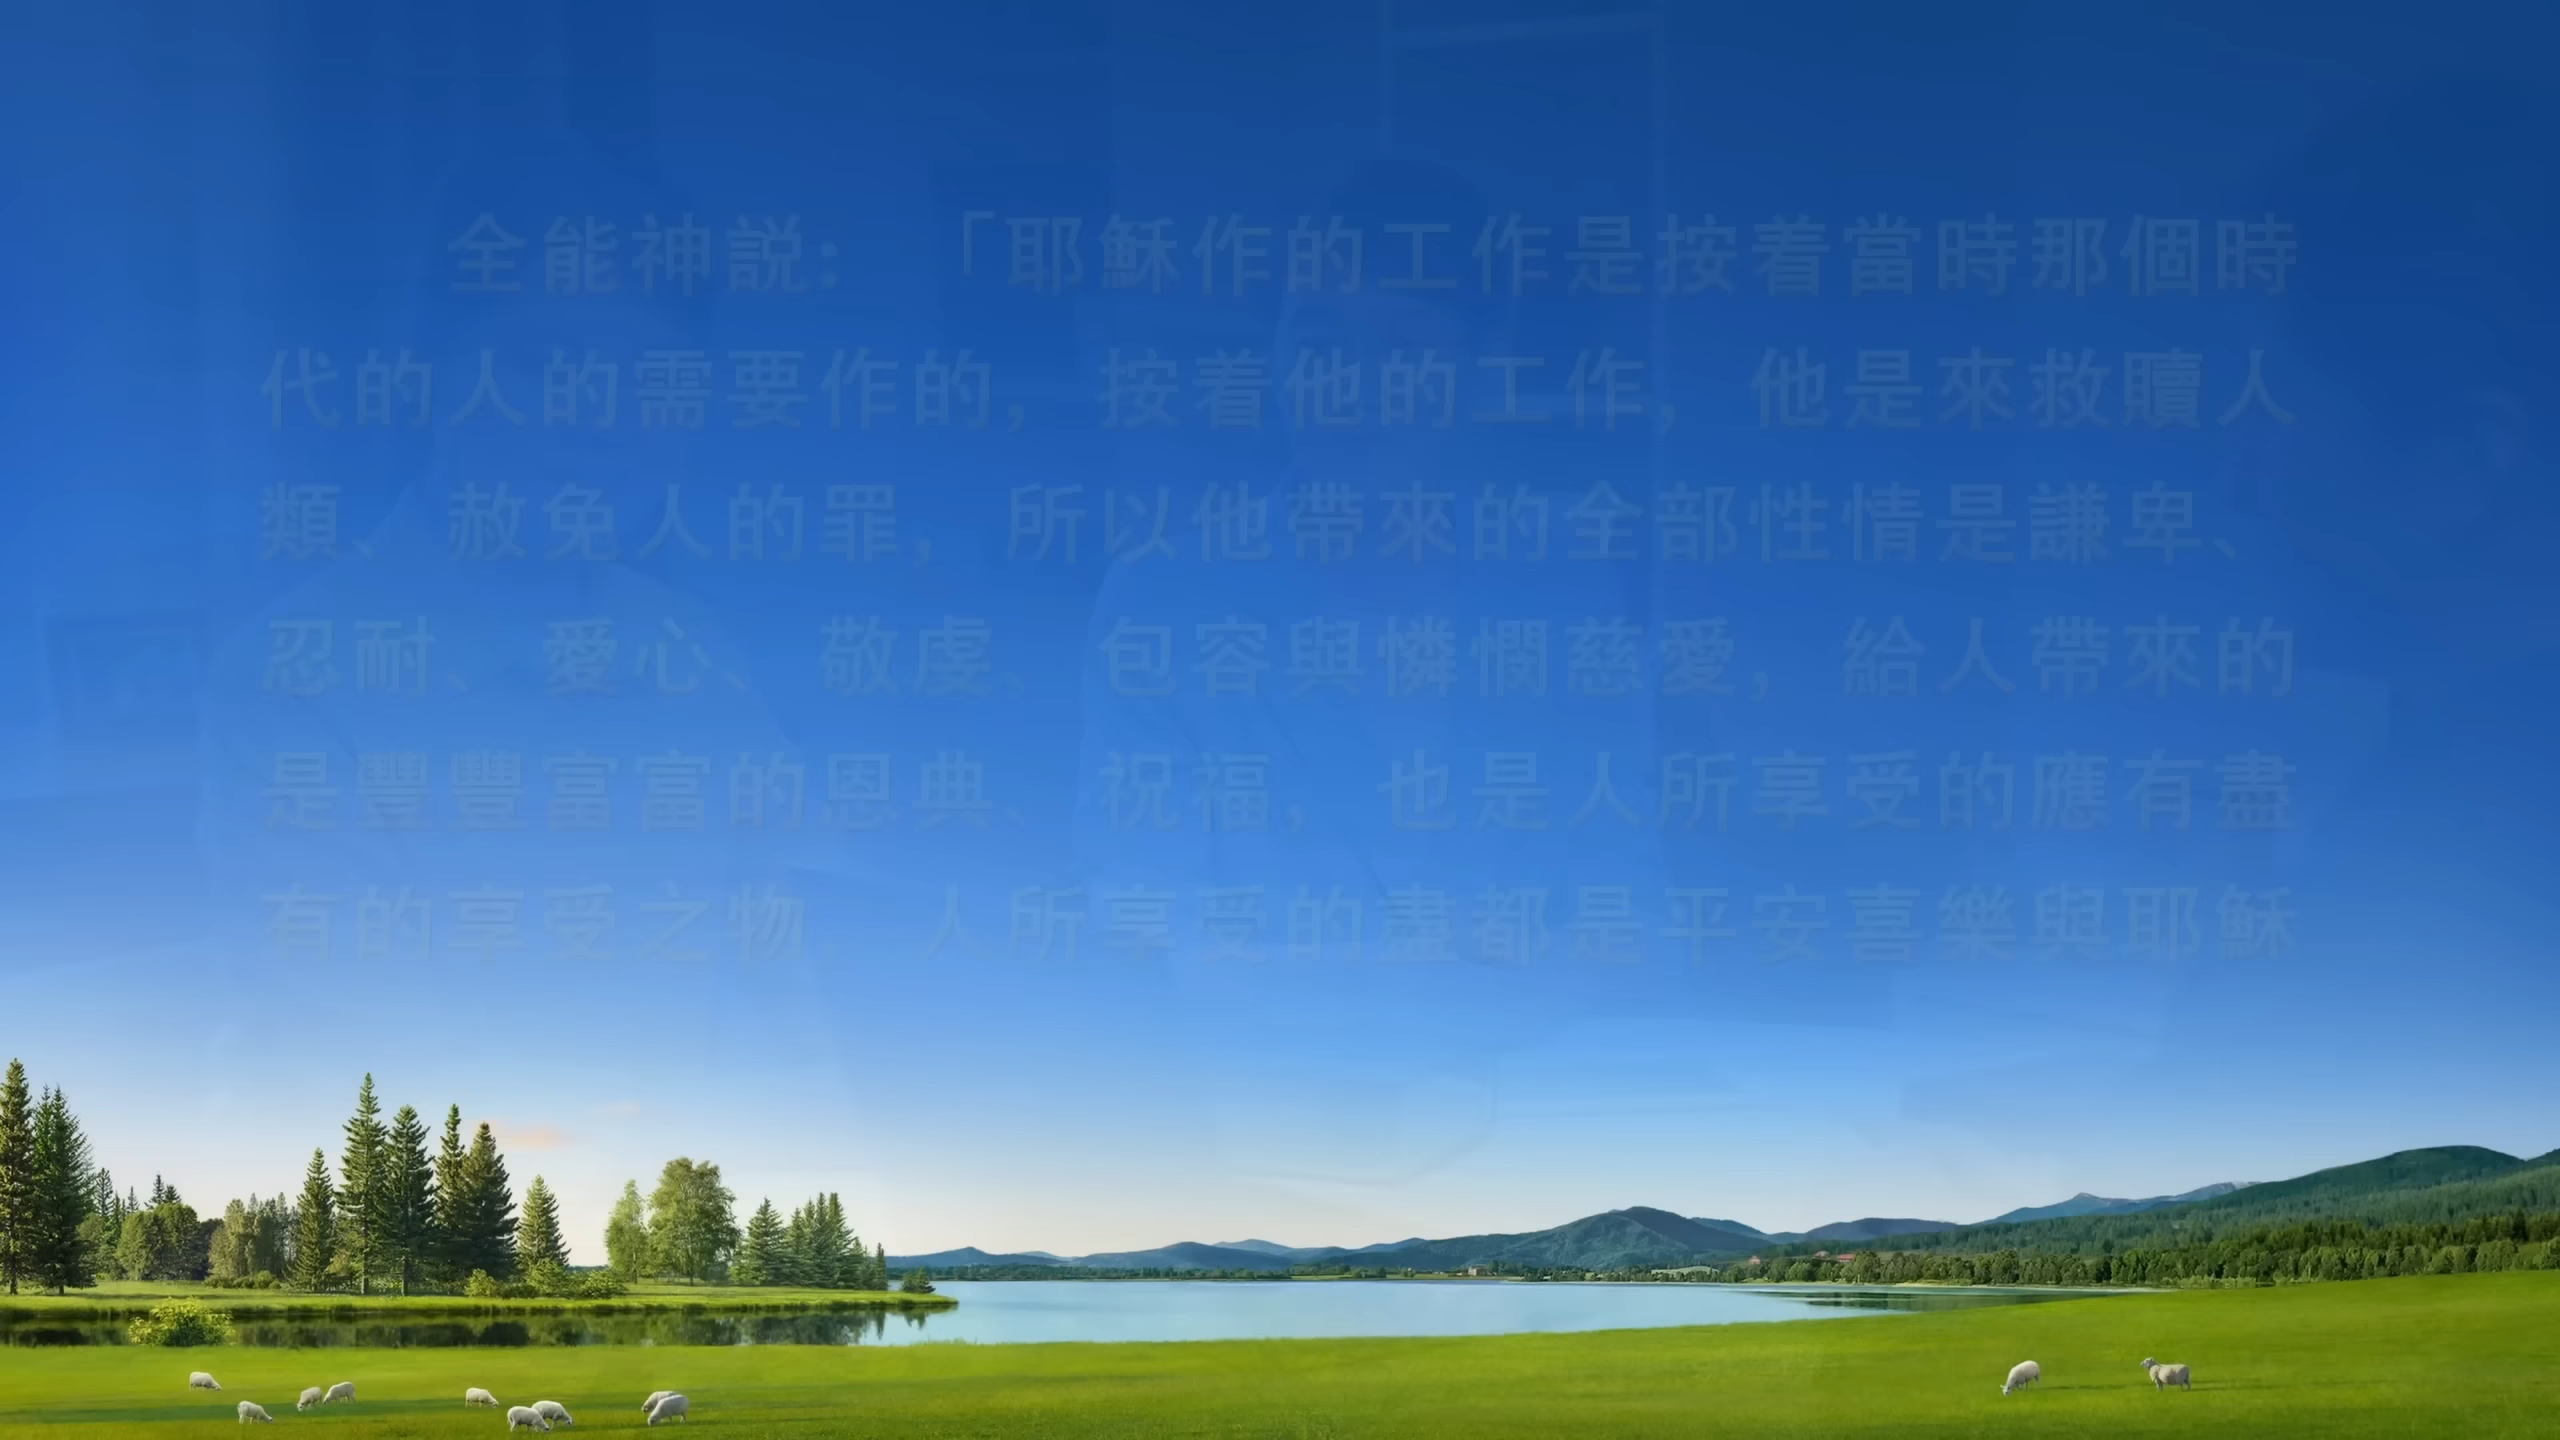 全能神説：「耶穌作的工作是按着當時那個時
代的人的需要作的，按着他的工作，他是來救贖人
類、赦免人的罪，所以他帶來的全部性情是謙卑、
忍耐、愛心、敬虔、包容與憐憫慈愛，給人帶來的
是豐豐富富的恩典、祝福，也是人所享受的應有盡
有的享受之物，人所享受的盡都是平安喜樂與耶穌